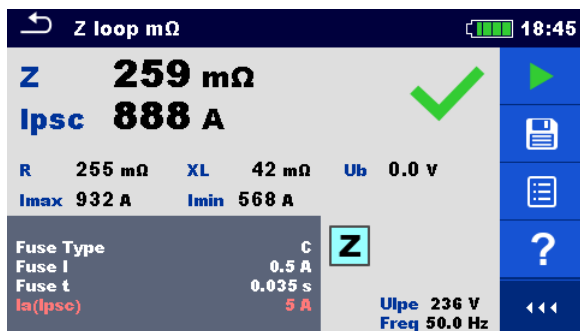 Z loop mΩ 18:45
Z 259 mΩ
Ipsc 888 A
R 255 mΩ XL 42 mΩ Ub 0.0 V
Imax 932 A Imin 568 A
Fuse Type C
Fuse I 0.5 A
Fuse t 0.035 s
Ia(Ipsc) 5 A
Z
Ulpe 236 V
Freq 50.0 Hz
?